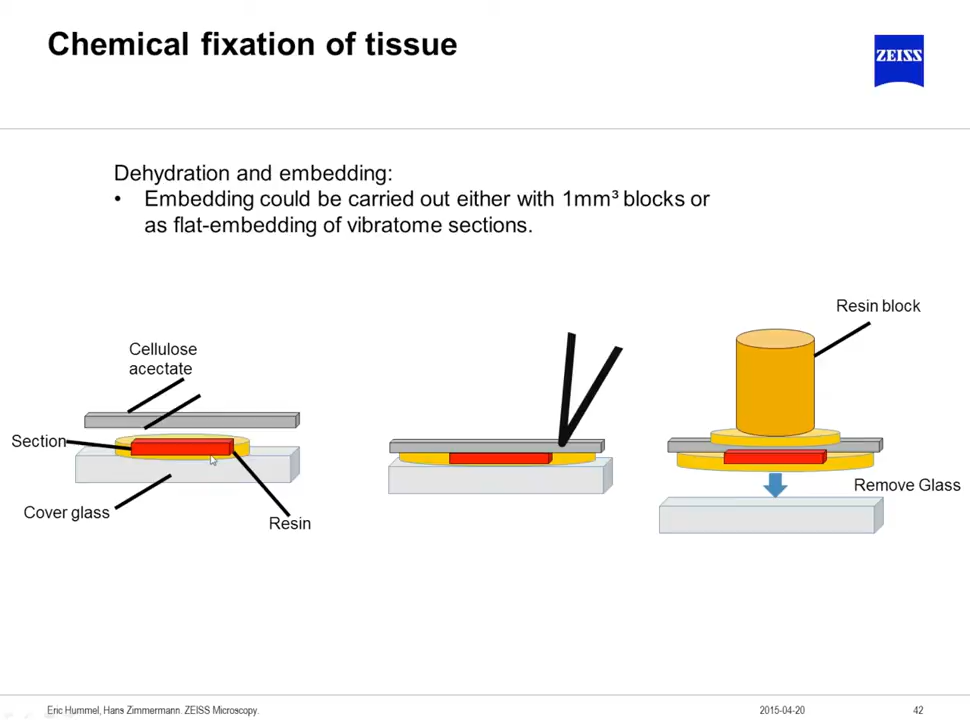 Chemical fixation of tissue
ZEISS
Dehydration and embedding:
• Embedding could be carried out either with 1mm³ blocks or
as flat-embedding of vibratome sections.
Resin block
Cellulose
acectate
Section
Cover glass
Resin
Remove Glass
Eric Hummel, Hans Zimmermann. ZEISS Microscopy.
2015-04-20
42